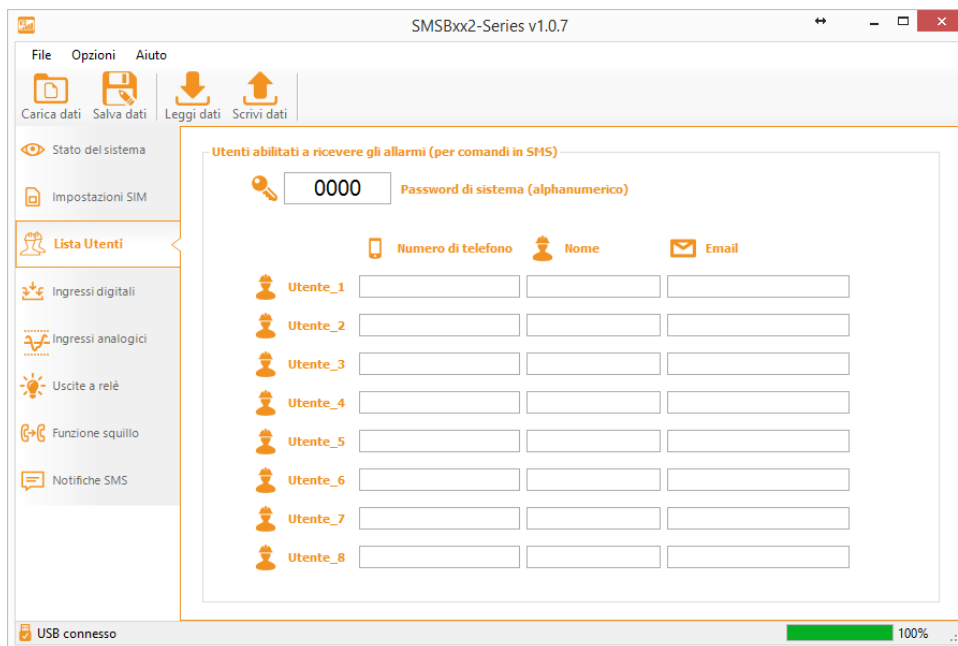 SMSBxx2-Series v1.0.7
File Opzioni Aiuto
Carica dati Salva dati Leggi dati Scrivi dati
Stato del sistema
Impostazioni SIM
Lista Utenti
Ingressi digitali
Ingressi analogici
Uscite a relè
Funzione squillo
Notifiche SMS
Utenti abilitati a ricevere gli allarmi (per comandi in SMS)
0000 Password di sistema (alphanumerico)
Numero di telefono Nome Email
Utente_1
Utente_2
Utente_3
Utente_4
Utente_5
Utente_6
Utente_7
Utente_8
USB connesso 100%